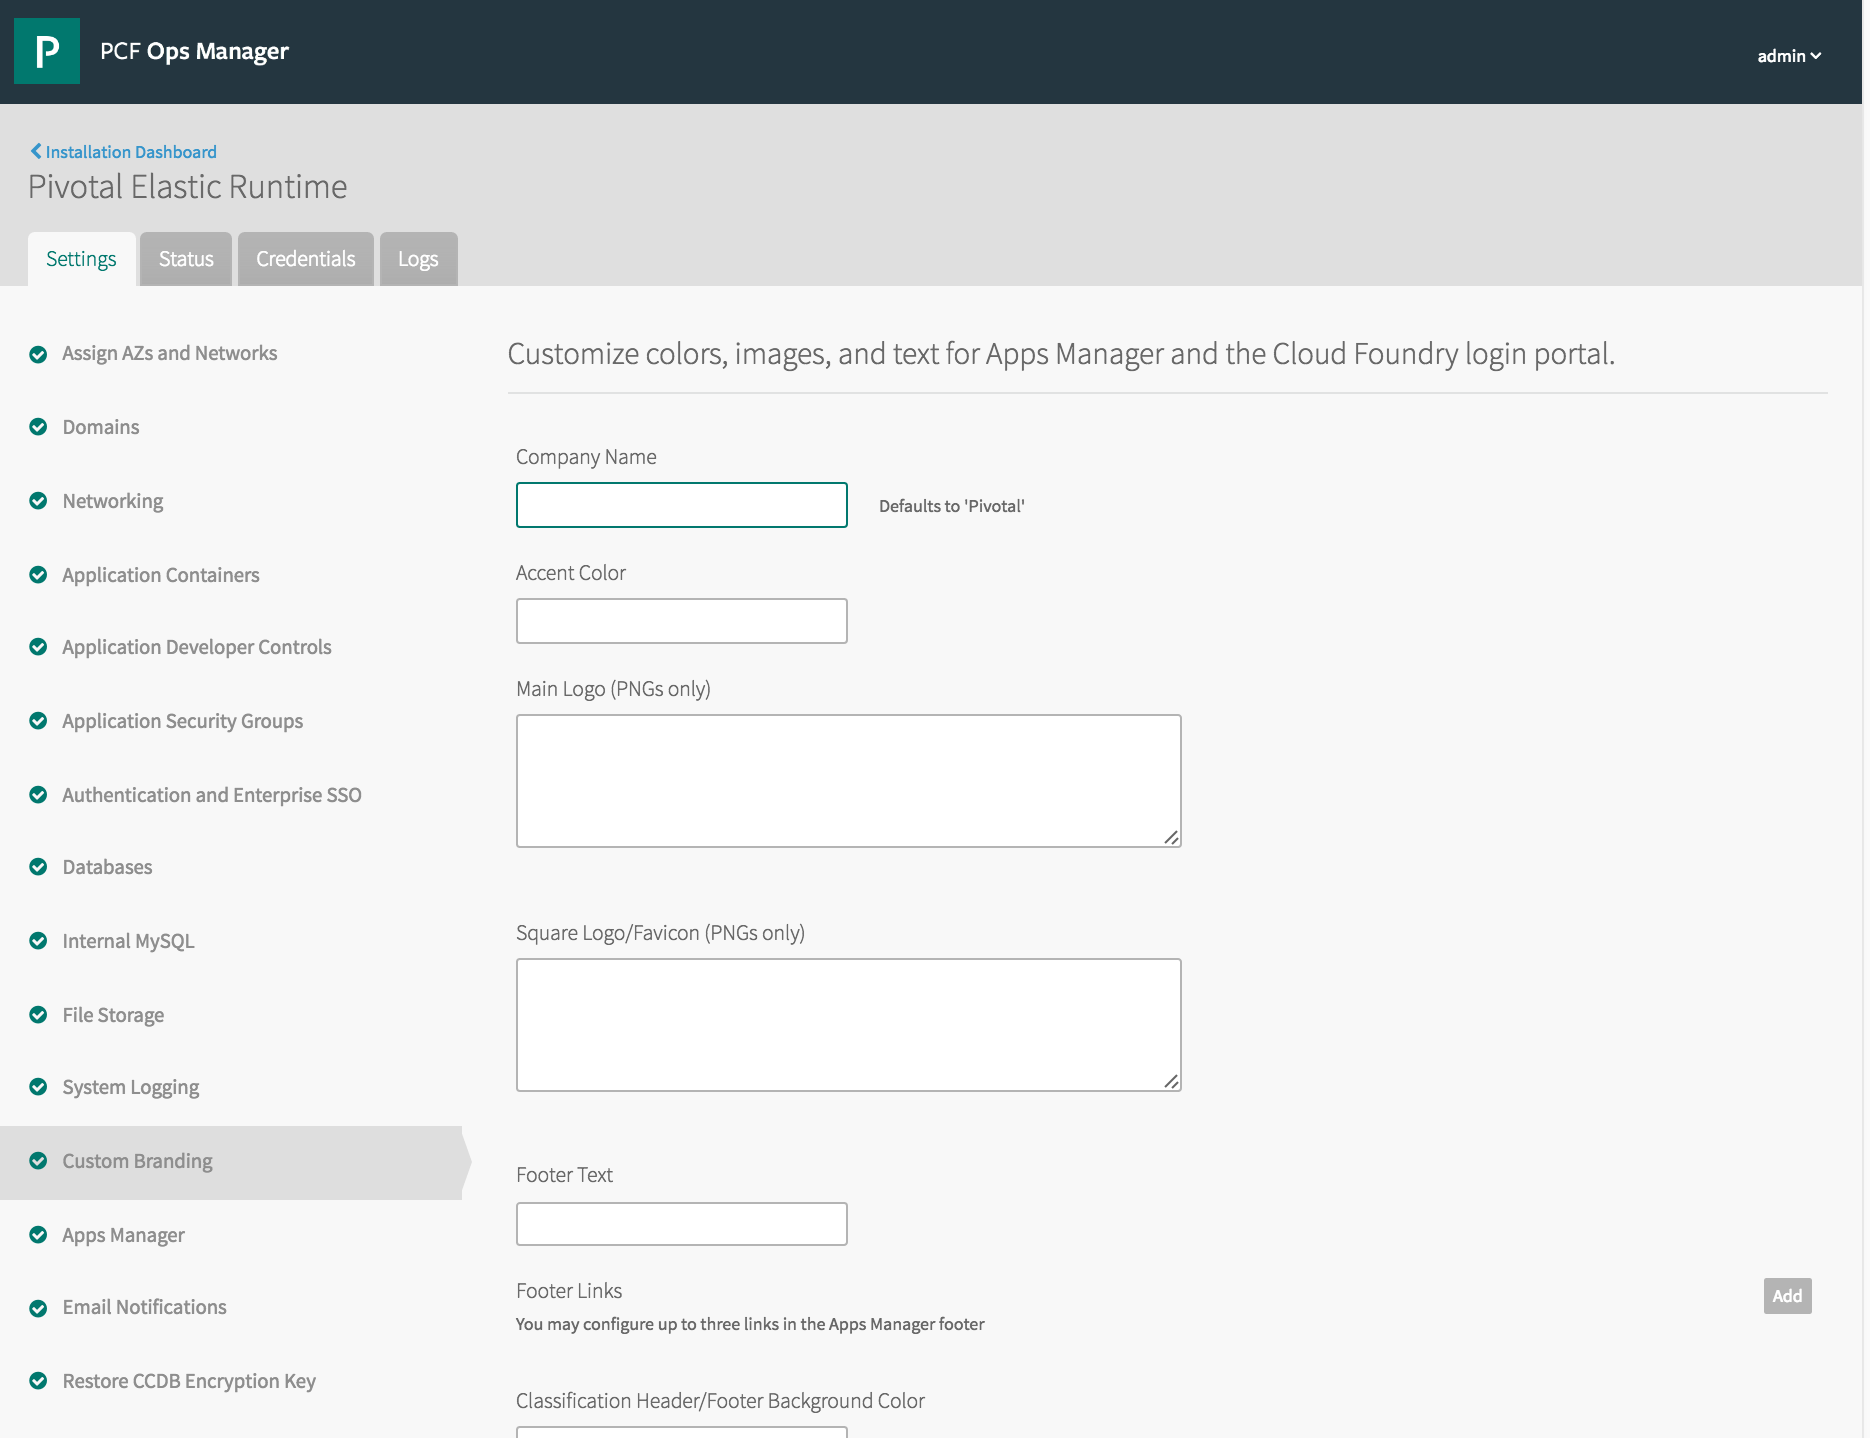 P
PCF Ops Manager
admin
Installation Dashboard
Pivotal Elastic Runtime
Settings
Status
Credentials
Logs
Assign AZs and Networks
Domains
Networking
Application Containers
Application Developer Controls
Application Security Groups
Authentication and Enterprise SSO
Databases
Internal MySQL
File Storage
System Logging
Custom Branding
Apps Manager
Email Notifications
Restore CCDB Encryption Key
Customize colors, images, and text for Apps Manager and the Cloud Foundry login portal.
Company Name
Defaults to 'Pivotal'
Accent Color
Main Logo (PNGs only)
Square Logo/Favicon (PNGs only)
Footer Text
Footer Links
Add
You may configure up to three links in the Apps Manager footer
Classification Header/Footer Background Color